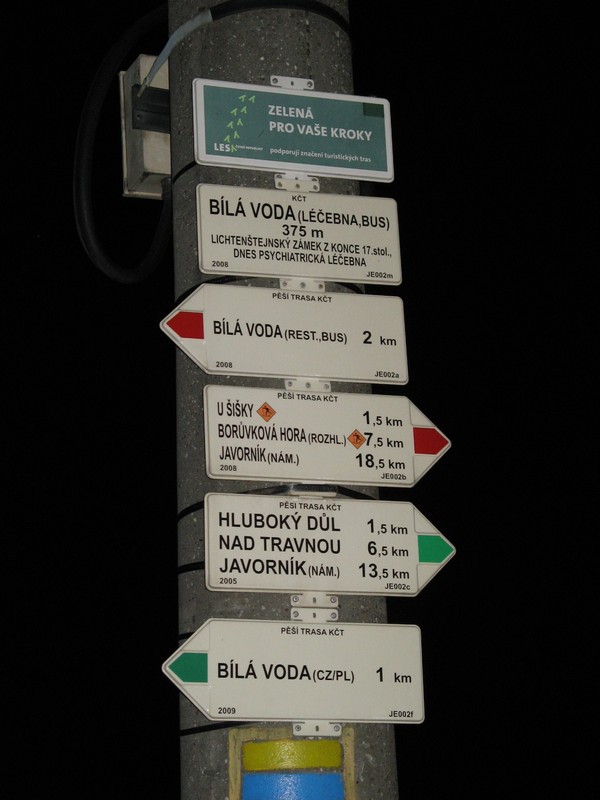 ZELENÁ
PRO VAŠE KROKY
LESK
podporují značení turistických tras
KČT
BÍLÁ VODA (LÉČEBNA,BUS)
375 m
LICHTENŠTEJNSKÝ ZÁMEK Z KONCE 17.stol.,
DNES PSYCHIATRICKÁ LÉČEBNA
2008 JE002m
PĚŠÍ TRASA KČT
BÍLÁ VODA (REST.,BUS) 2 km
2008 JE002a
PĚŠÍ TRASA KČT
U ŠIŠKY 1,5 km
BORŮVKOVÁ HORA (ROZHL.) 7,5 km
JAVORNÍK (NÁM.) 18,5 km
2008 JE002b
PĚŠÍ TRASA KČT
HLUBOKÝ DŮL 1,5 km
NAD TRAVNOU 6,5 km
JAVORNÍK (NÁM.) 13,5 km
2005 JE002c
PĚŠÍ TRASA KČT
BÍLÁ VODA (CZ/PL) 1 km
2009 JE002f